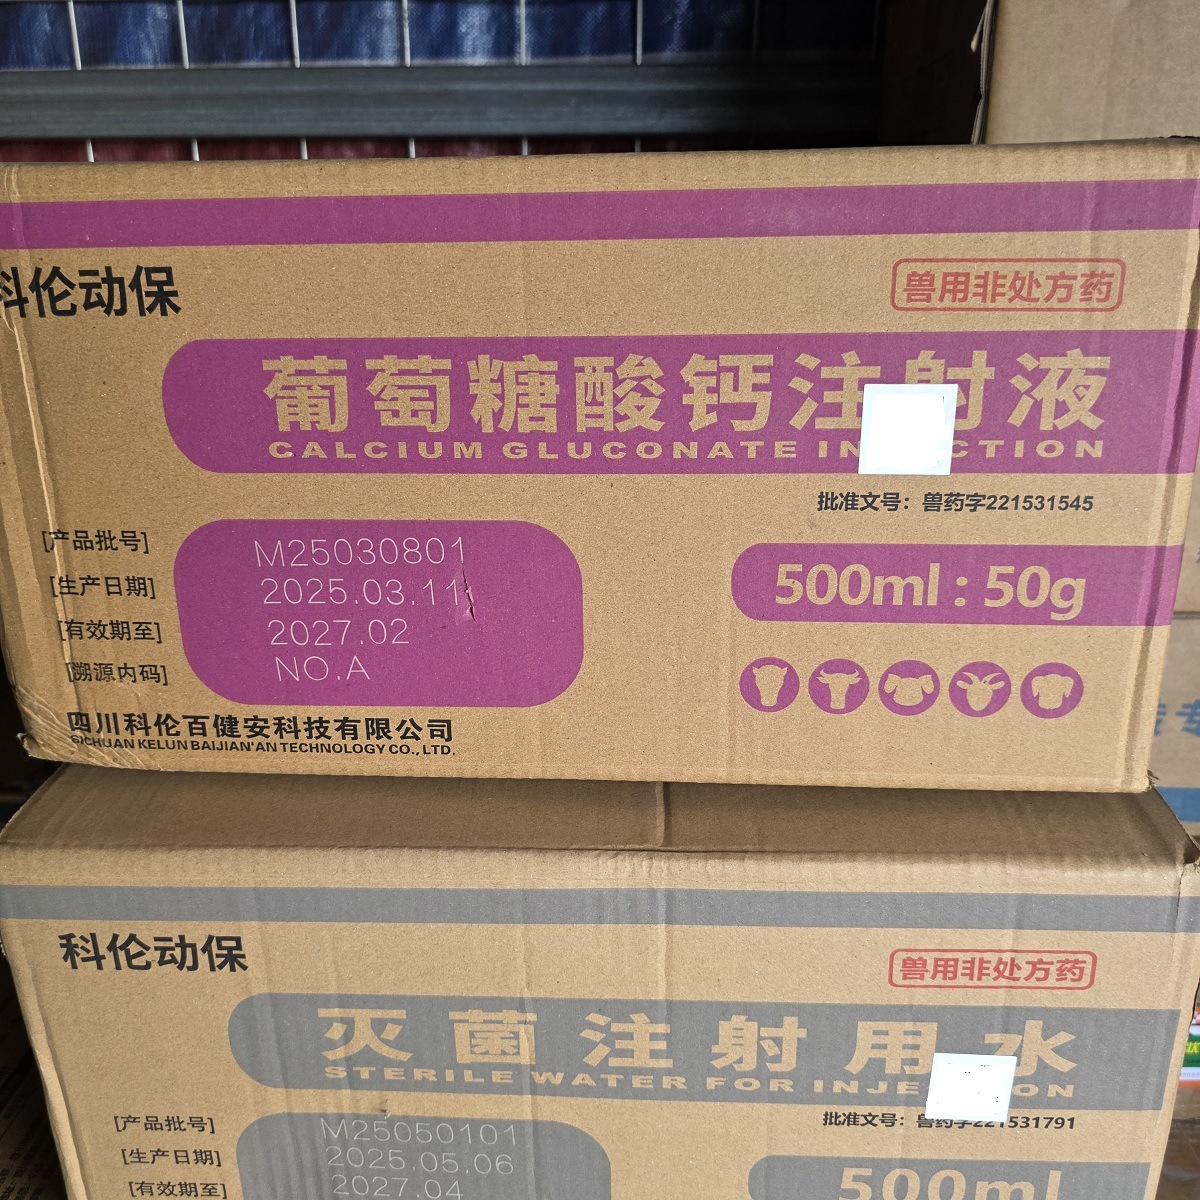 科伦动保
兽用非处方药
葡萄糖酸钙注射液
CALCIUM GLUCONATE IN CTION
批准文号：兽药字221531545
[产品批号] M25030801
[生产日期] 2025.03.11
[有效期至] 2027.02
[溯源内码] NO.A
500ml : 50g
四川科伦百健安科技有限公司
SICHUAN KELUN BAIJIAN'AN TECHNOLOGY CO.,LTD.
科伦动保
兽用非处方药
灭菌注射用水
STERILE WATER FOR INJE ION
批准文号：兽药字221531791
[产品批号] M25050101
[生产日期] 2025.05.06
[有效期至] 2027.04
500ml